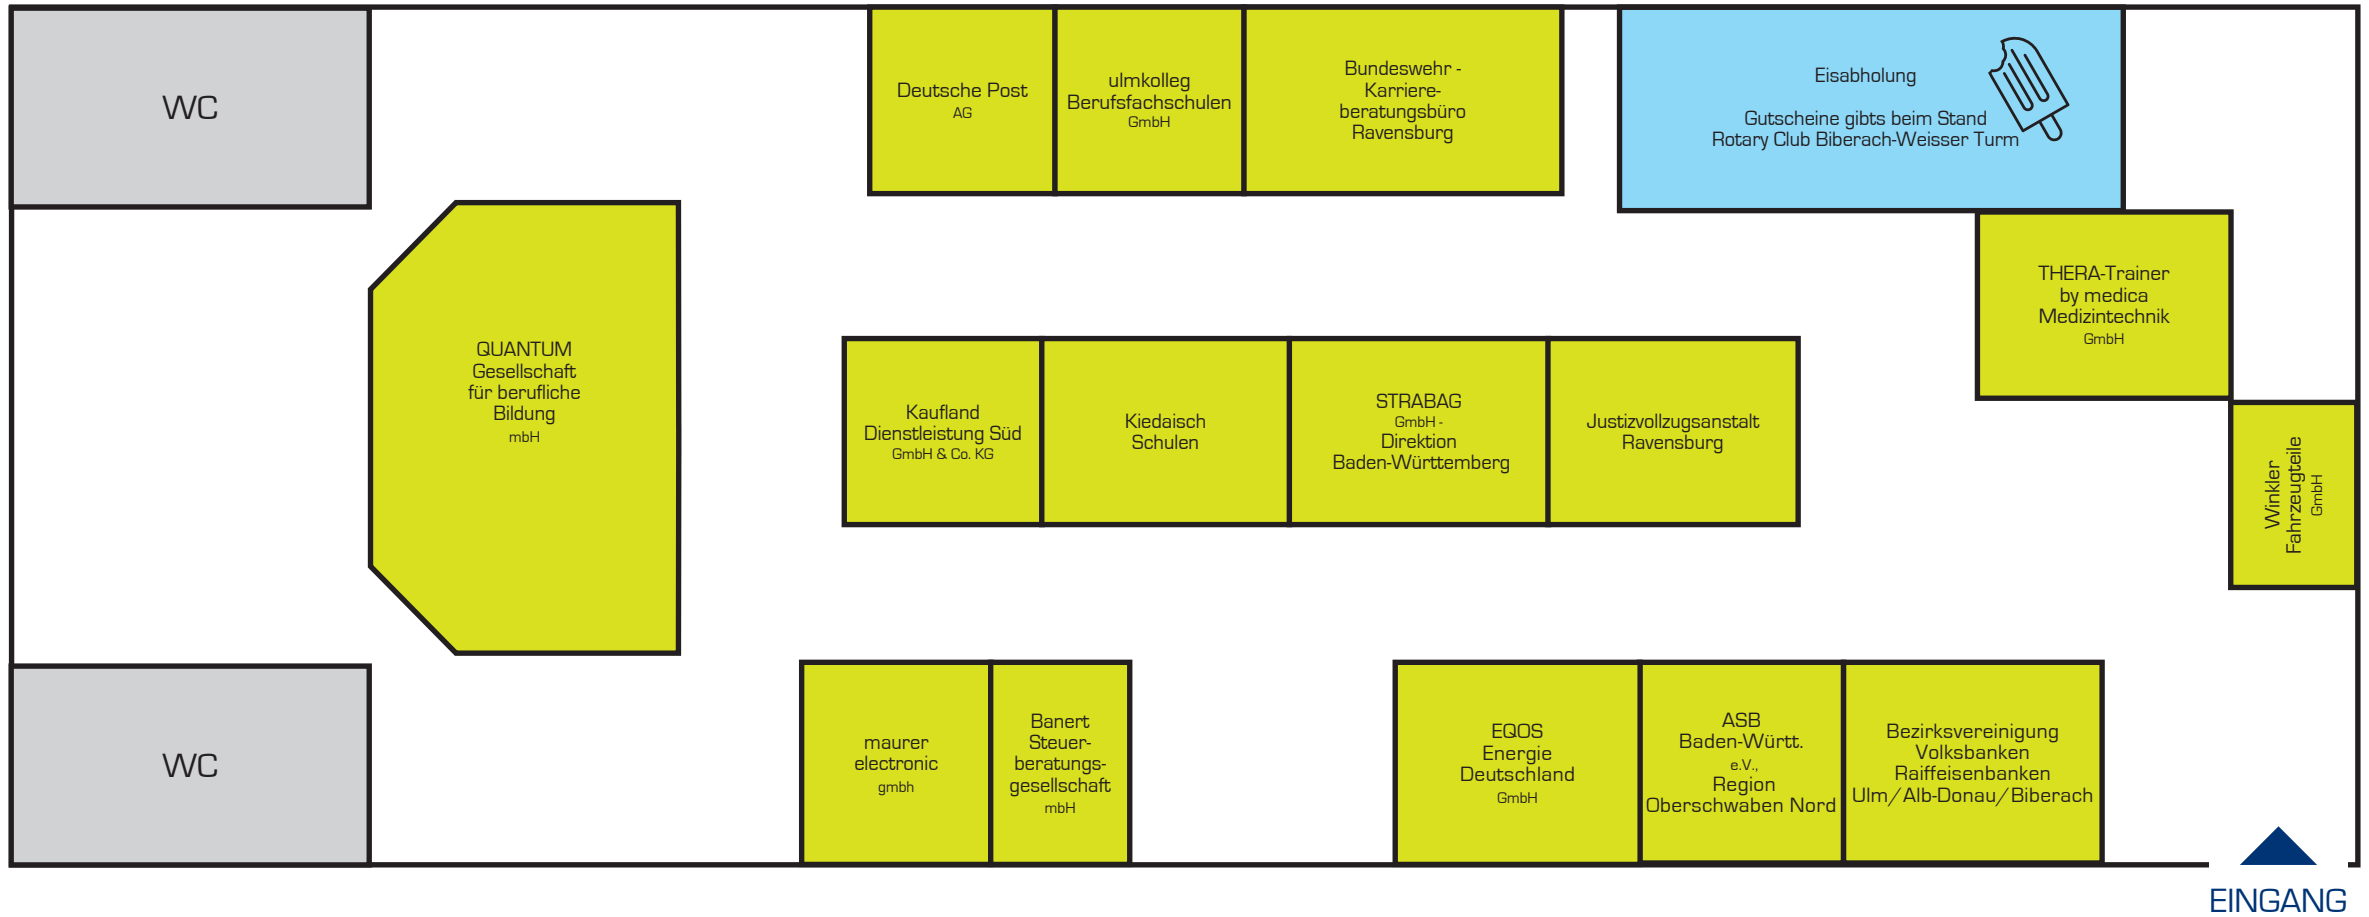 WC
Deutsche Post
AG
ulmkolleg
Berufsfachschulen
GmbH
Bundeswehr -
Karriere-
beratungsbüro
Ravensburg
Eisabholung
Gutscheine gibts beim Stand
Rotary Club Biberach-Weisser Turm
THERA-Trainer
by medica
Medizintechnik
GmbH
QUANTUM
Gesellschaft
für berufliche
Bildung
mbH
Kaufland
Dienstleistung Süd
GmbH & Co. KG
Kiedaisch
Schulen
STRABAG
GmbH -
Direktion
Baden-Württemberg
Justizvollzugsanstalt
Ravensburg
Winkler
Fahrzeugteile
GmbH
WC
maurer
electronic
gmbh
Banert
Steuer-
beratungs-
gesellschaft
mbH
EQOS
Energie
Deutschland
GmbH
ASB
Baden-Württ.
e.V.,
Region
Oberschwaben Nord
Bezirksvereinigung
Volksbanken
Raiffeisenbanken
Ulm/Alb-Donau/Biberach
EINGANG